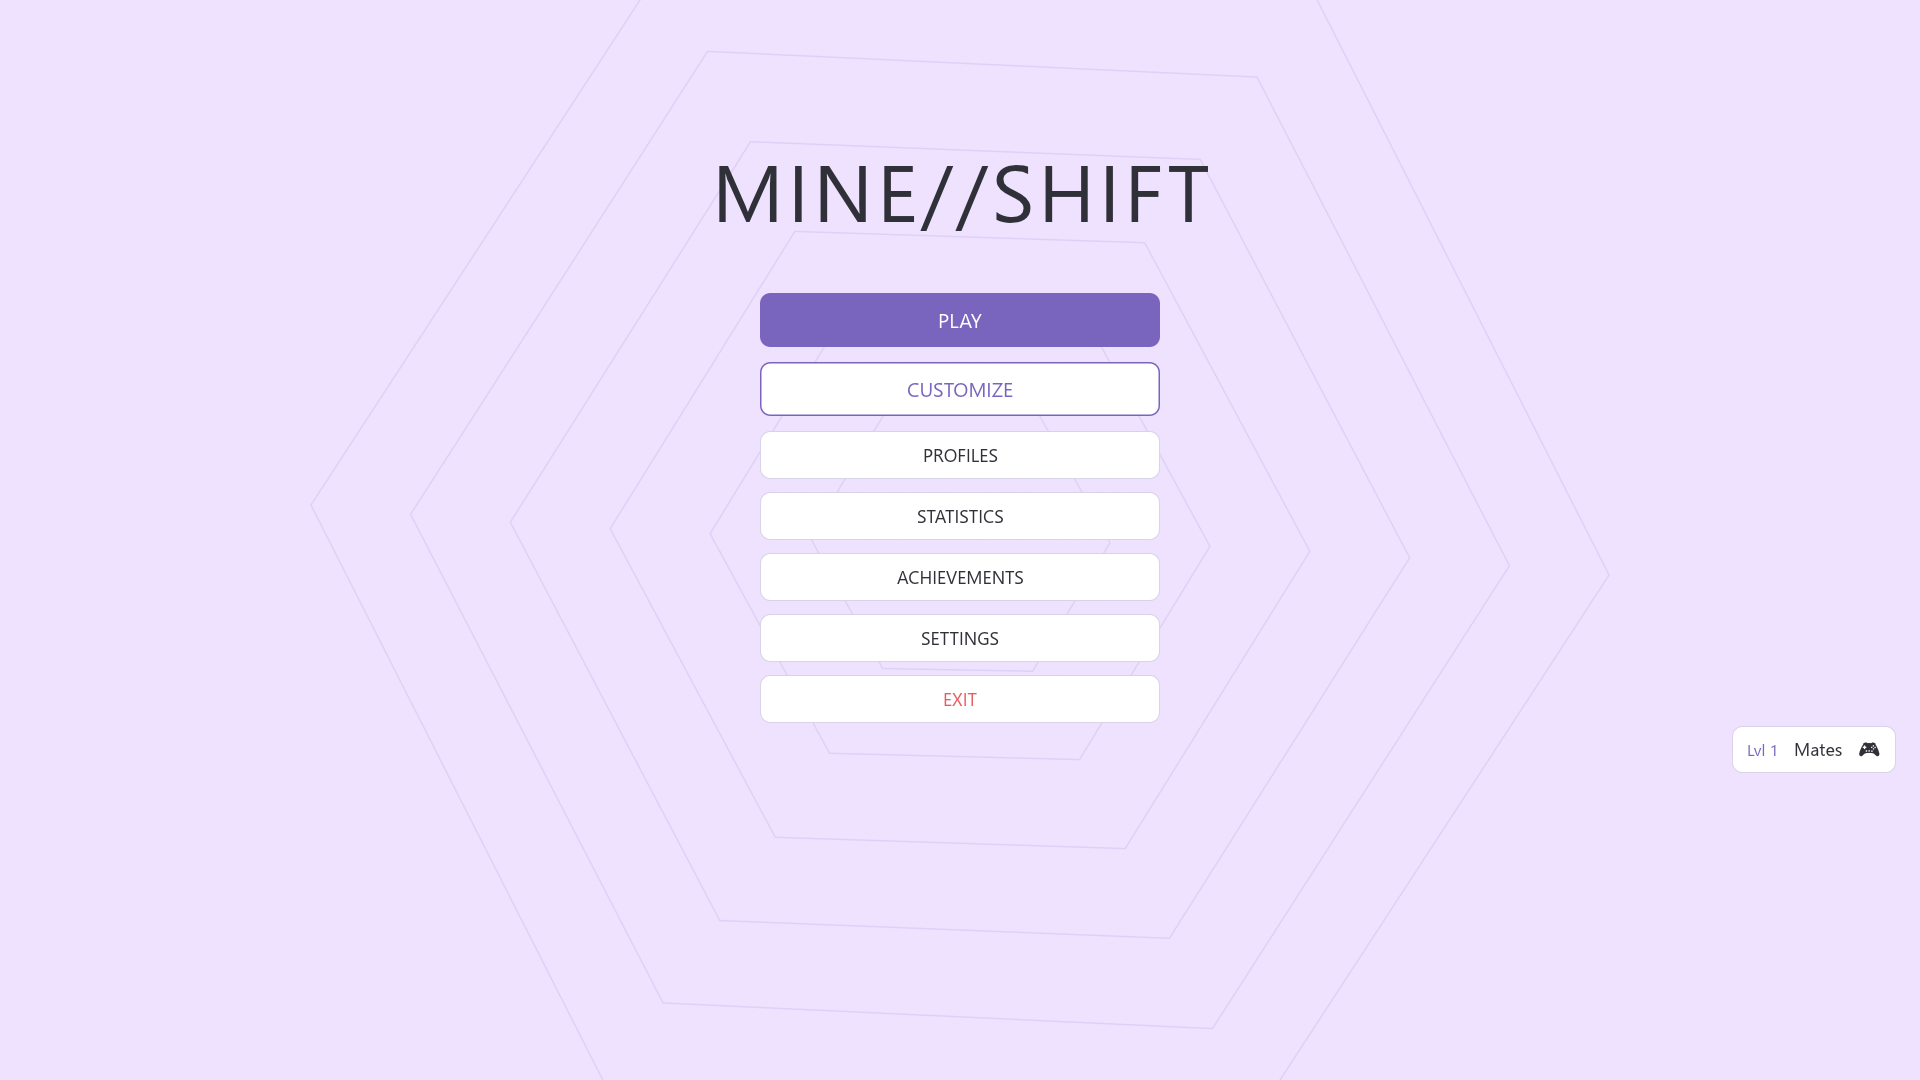 MINE//SHIFT
PLAY
CUSTOMIZE
PROFILES
STATISTICS
ACHIEVEMENTS
SETTINGS
EXIT
Lvl 1 Mates